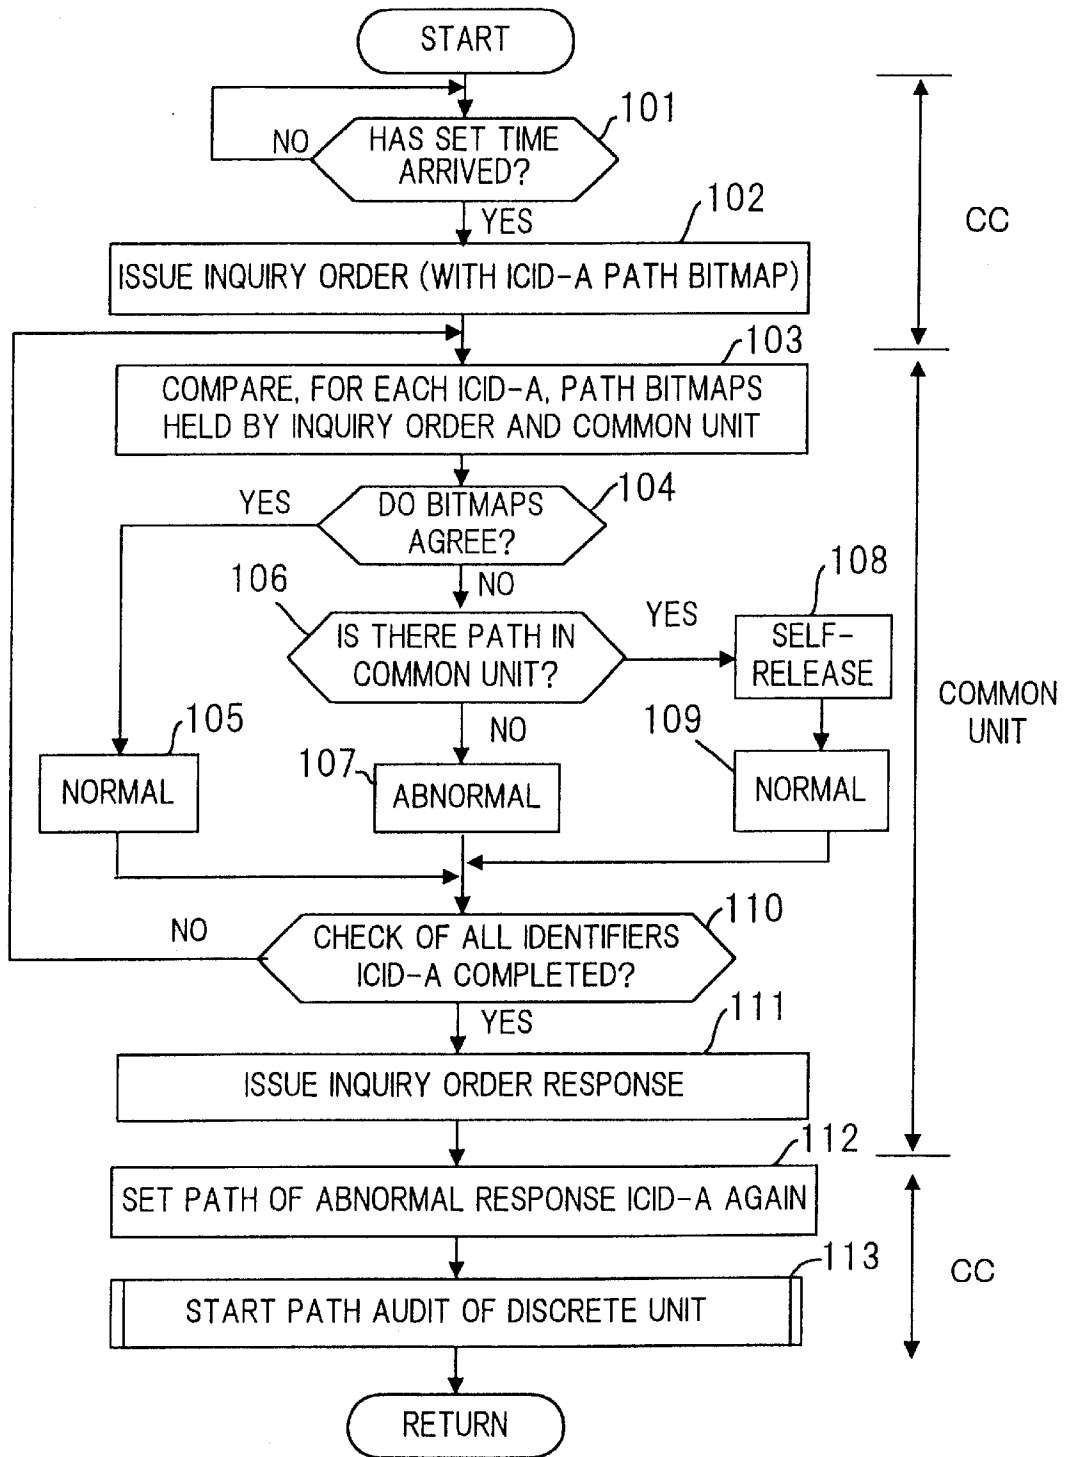 START
101
HAS SET TIME
ARRIVED?
NO
YES
102
CC
ISSUE INQUIRY ORDER (WITH ICID-A PATH BITMAP)
103
COMPARE, FOR EACH ICID-A, PATH BITMAPS
HELD BY INQUIRY ORDER AND COMMON UNIT
104
YES
DO BITMAPS
AGREE?
NO
106
108
YES
IS THERE PATH IN
COMMON UNIT?
SELF-
RELEASE
COMMON
UNIT
NO
105
107
109
NORMAL
ABNORMAL
NORMAL
110
NO
CHECK OF ALL IDENTIFIERS
ICID-A COMPLETED?
YES
111
ISSUE INQUIRY ORDER RESPONSE
112
SET PATH OF ABNORMAL RESPONSE ICID-A AGAIN
113
CC
START PATH AUDIT OF DISCRETE UNIT
RETURN